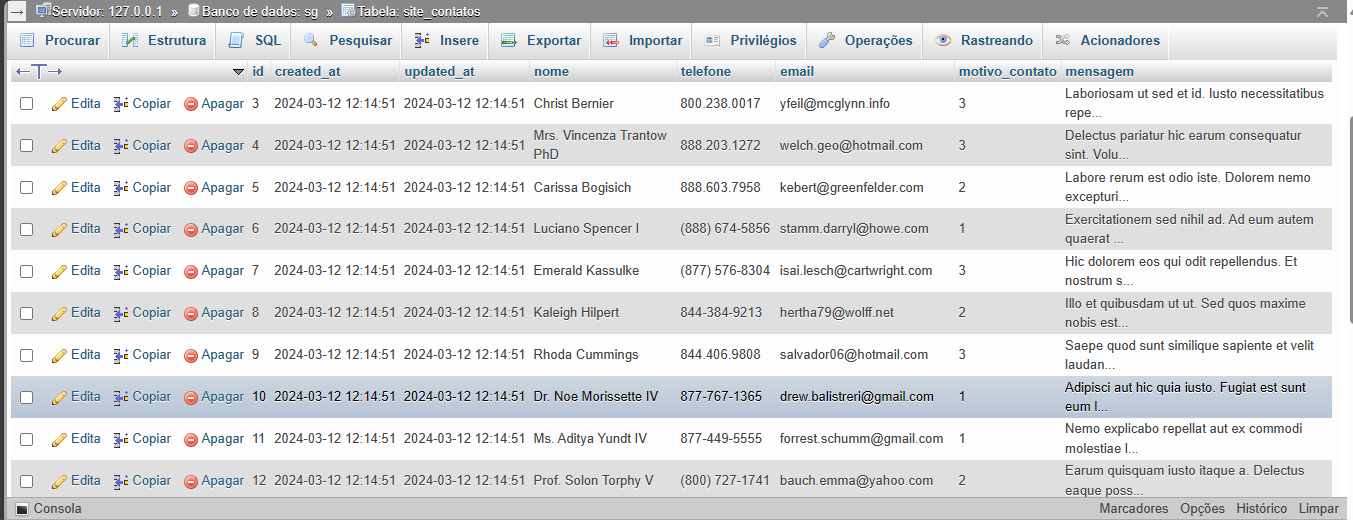 Servidor: 127.0.0.1 » Banco de dados: sg » Tabela: site_contatos
Procurar Estrutura SQL Pesquisar Insere Exportar Importar Privilégios Operações Rastreando Acionadores
id created_at updated_at nome telefone email motivo_contato mensagem
Edita Copiar Apagar 3 2024-03-12 12:14:51 2024-03-12 12:14:51 Christ Bernier 800.238.0017 yfeil@mcglynn.info 3 Laboriosam ut sed et id. Iusto necessitatibus
repe...
Edita Copiar Apagar 4 2024-03-12 12:14:51 2024-03-12 12:14:51 Mrs. Vincenza Trantow 888.203.1272 welch.geo@hotmail.com 3 Delectus pariatur hic earum consequatur
PhD sint. Volu...
Edita Copiar Apagar 5 2024-03-12 12:14:51 2024-03-12 12:14:51 Carissa Bogisich 888.603.7958 kebert@greenfelder.com 2 Labore rerum est odio iste. Dolorem nemo
excepturi...
Edita Copiar Apagar 6 2024-03-12 12:14:51 2024-03-12 12:14:51 Luciano Spencer I (888) 674-5856 stamm.darryl@howe.com 1 Exercitationem sed nihil ad. Ad eum autem
quaerat ...
Edita Copiar Apagar 7 2024-03-12 12:14:51 2024-03-12 12:14:51 Emerald Kassulke (877) 576-8304 isai.lesch@cartwright.com 3 Hic dolorem eos qui odit repellendus. Et
nostrum s...
Edita Copiar Apagar 8 2024-03-12 12:14:51 2024-03-12 12:14:51 Kaleigh Hilpert 844-384-9213 hertha79@wolff.net 2 Illo et quibusdam ut ut. Sed quos maxime
nobis est...
Edita Copiar Apagar 9 2024-03-12 12:14:51 2024-03-12 12:14:51 Rhoda Cummings 844.406.9808 salvador06@hotmail.com 3 Saepe quod sunt similique sapiente et velit
laudan...
Edita Copiar Apagar 10 2024-03-12 12:14:51 2024-03-12 12:14:51 Dr. Noe Morissette IV 877-767-1365 drew.balistreri@gmail.com 1 Adipisci aut hic quia iusto. Fugiat est sunt
eum l...
Edita Copiar Apagar 11 2024-03-12 12:14:51 2024-03-12 12:14:51 Ms. Aditya Yundt IV 877-449-5555 forrest.schumm@gmail.com 1 Nemo explicabo repellat aut ex commodi
molestiae l...
Edita Copiar Apagar 12 2024-03-12 12:14:51 2024-03-12 12:14:51 Prof. Solon Torphy V (800) 727-1741 bauch.emma@yahoo.com 2 Earum quisquam iusto itaque a. Delectus
eaque poss...
Consola Marcadores Opções Histórico Limpar